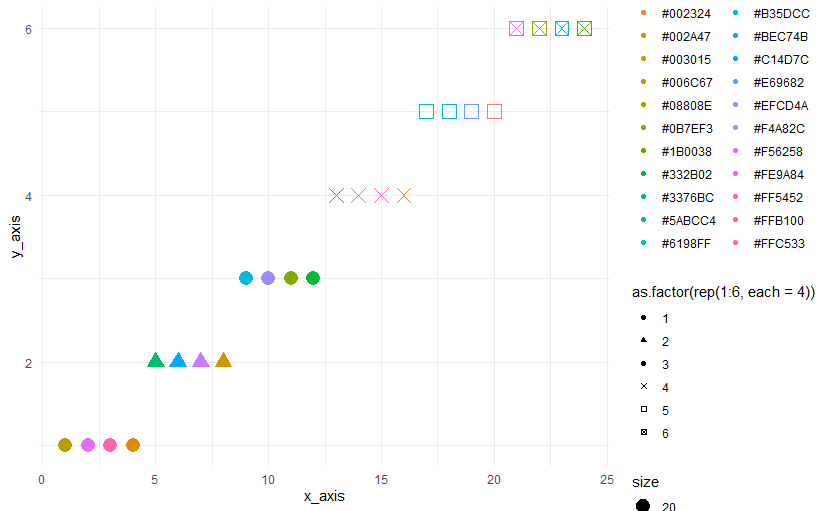 6
4
2
y_axis
0
5
10
15
20
25
x_axis
#002324
#002A47
#003015
#006C67
#08808E
#0B7EF3
#1B0038
#332B02
#3376BC
#5ABCC4
#6198FF
#B35DCC
#BEC74B
#C14D7C
#E69682
#EFCD4A
#F4A82C
#F56258
#FE9A84
#FF5452
#FFB100
#FFC533
as.factor(rep(1:6, each = 4))
1
2
3
4
5
6
size
20